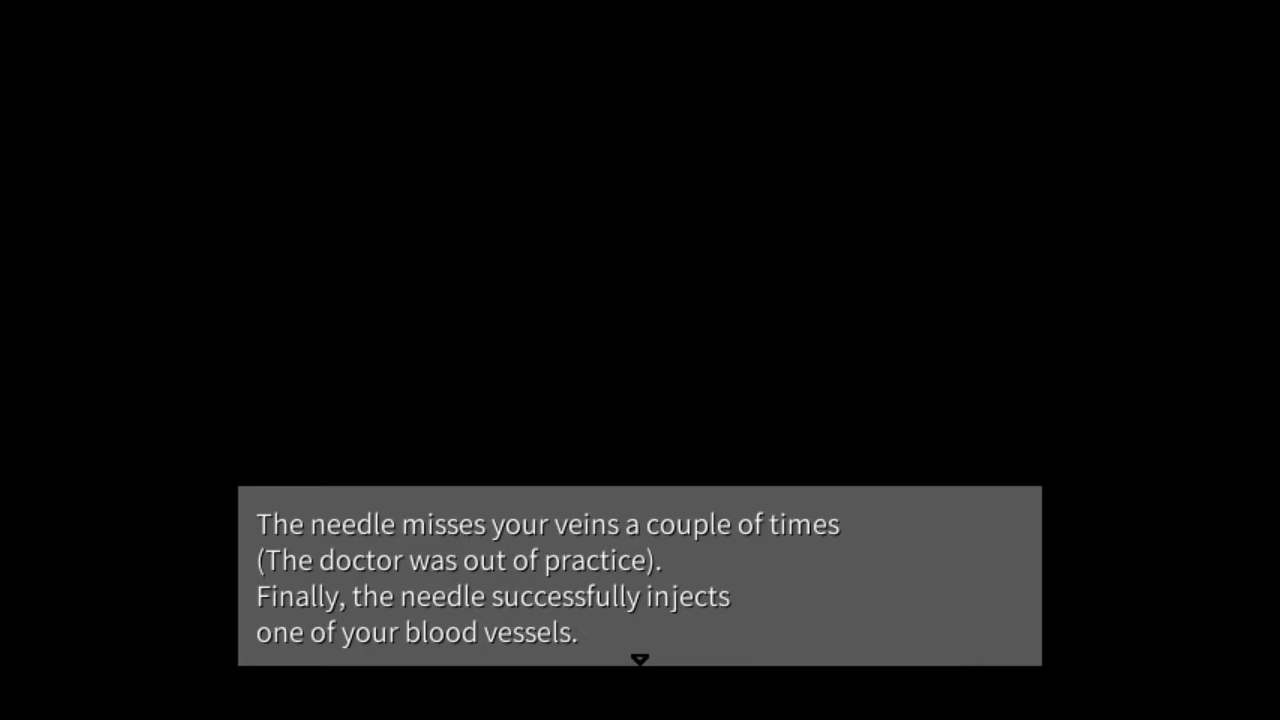 The needle misses your veins a couple of times
(The doctor was out of practice).
Finally, the needle successfully injects
one of your blood vessels.